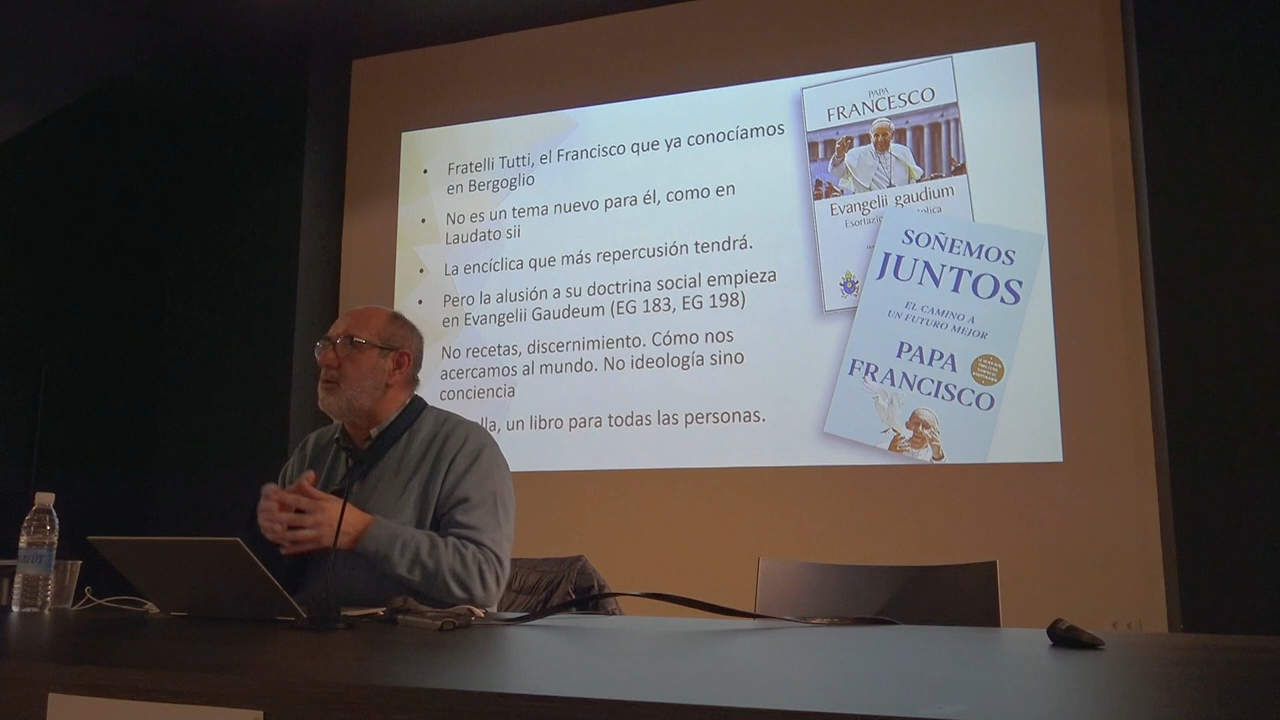 Fratelli Tutti, el Francisco que ya conocíamos
en Bergoglio
No es un tema nuevo para él, como en
Laudato sii
La encíclica que más repercusión tendrá.
Pero la alusión a su doctrina social empieza
en Evangelii Gaudeum (EG 183, EG 198)
No recetas, discernimiento. Cómo nos
acercamos al mundo. No ideología sino
conciencia
un libro para todas las personas.
PAPA
FRANCESCO
Evangelii gaudium
SOÑEMOS
JUNTOS
EL CAMINO A
UN FUTURO MEJOR
PAPA
FRANCISCO